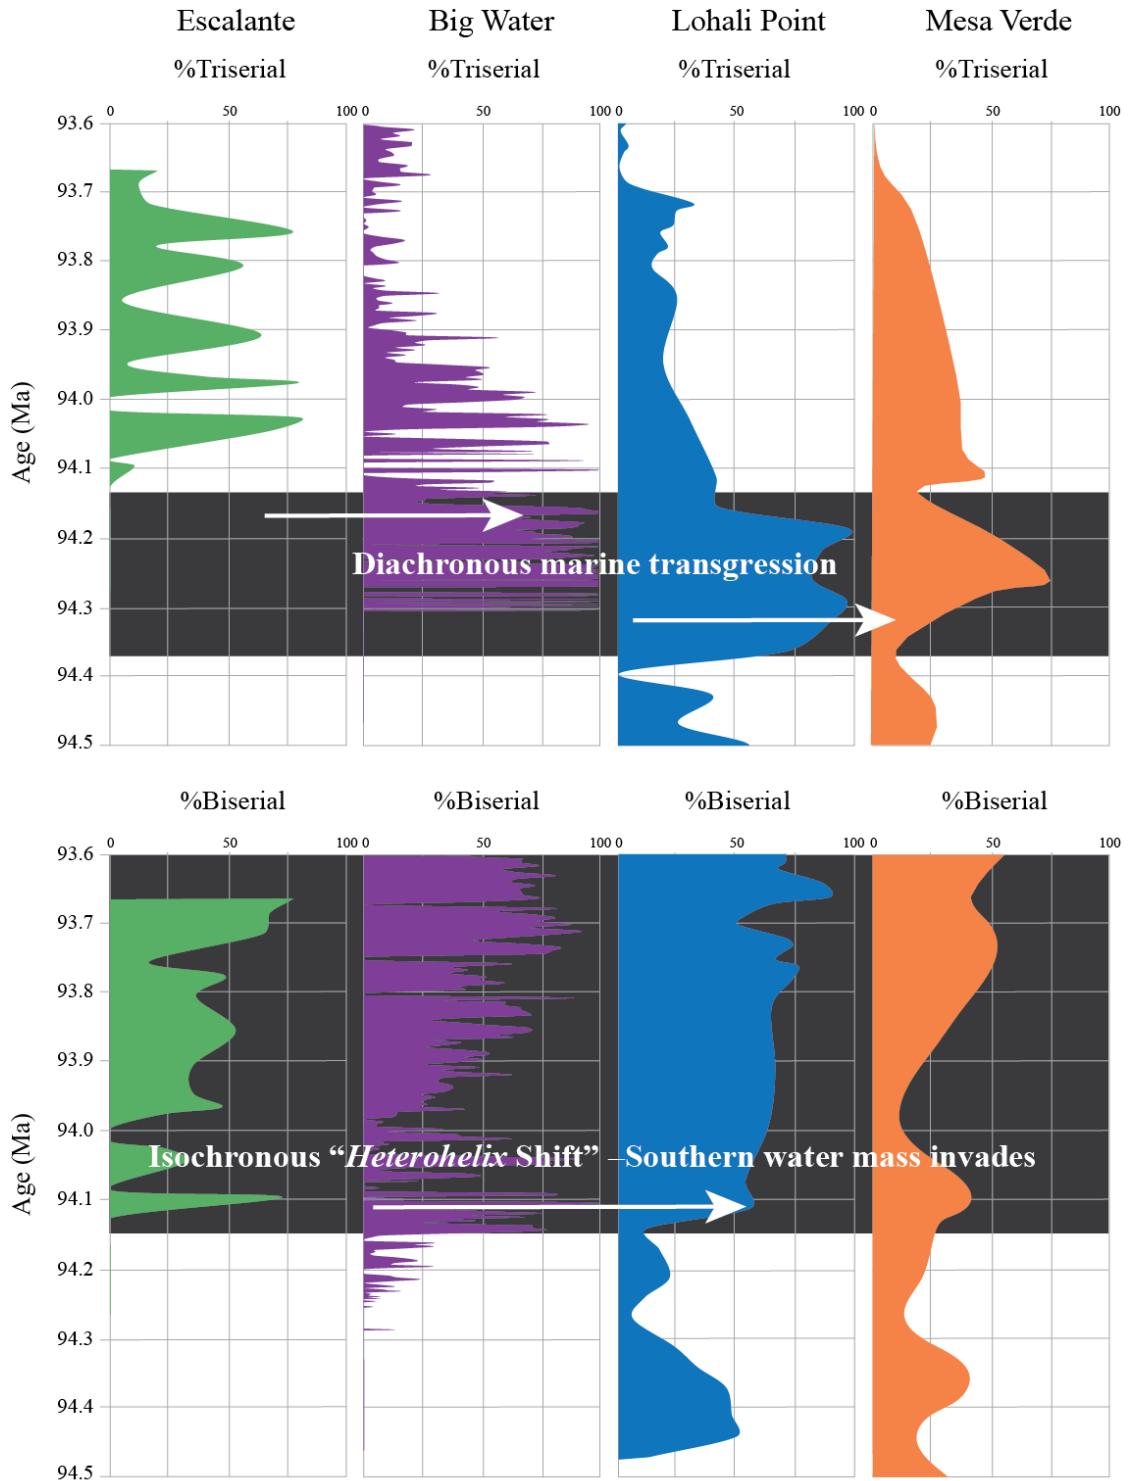 Escalante Big Water Lohali Point Mesa Verde
%Triserial %Triserial %Triserial %Triserial
0 50 100 0 50 100 0 50 100 0 50 100
93.6
93.7
93.8
93.9
94.0
Age (Ma)
94.1
94.2
Diachronous marine transgression
94.3
94.4
94.5
%Biserial %Biserial %Biserial %Biserial
0 50 100 0 50 100 0 50 100 0 50 100
93.6
93.7
93.8
93.9
94.0
Age (Ma)
Isochronous “Heterohelix Shift” –Southern water mass invades
94.1
94.2
94.3
94.4
94.5